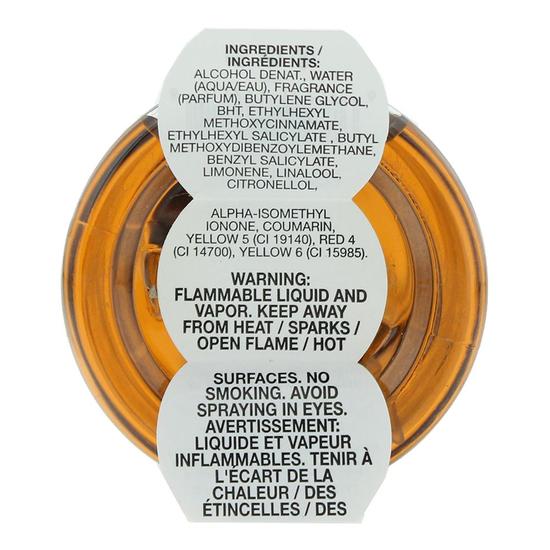 INGREDIENTS /
INGRÉDIENTS:
ALCOHOL DENAT., WATER
(AQUA/EAU), FRAGRANCE
(PARFUM), BUTYLENE GLYCOL,
BHT, ETHYLHEXYL
METHOXYCINNAMATE,
ETHYLHEXYL SALICYLATE , BUTYL
METHOXYDIBENZOYLEMETHANE,
BENZYL SALICYLATE,
LIMONENE, LINALOOL,
CITRONELLOL,
ALPHA-ISOMETHYL
IONONE, COUMARIN,
YELLOW 5 (CI 19140), RED 4
(CI 14700), YELLOW 6 (CI 15985).
WARNING:
FLAMMABLE LIQUID AND
VAPOR. KEEP AWAY
FROM HEAT / SPARKS /
OPEN FLAME / HOT
SURFACES. NO
SMOKING. AVOID
SPRAYING IN EYES.
AVERTISSEMENT:
LIQUIDE ET VAPEUR
INFLAMMABLES. TENIR À
L'ÉCART DE LA
CHALEUR / DES
ÉTINCELLES / DES